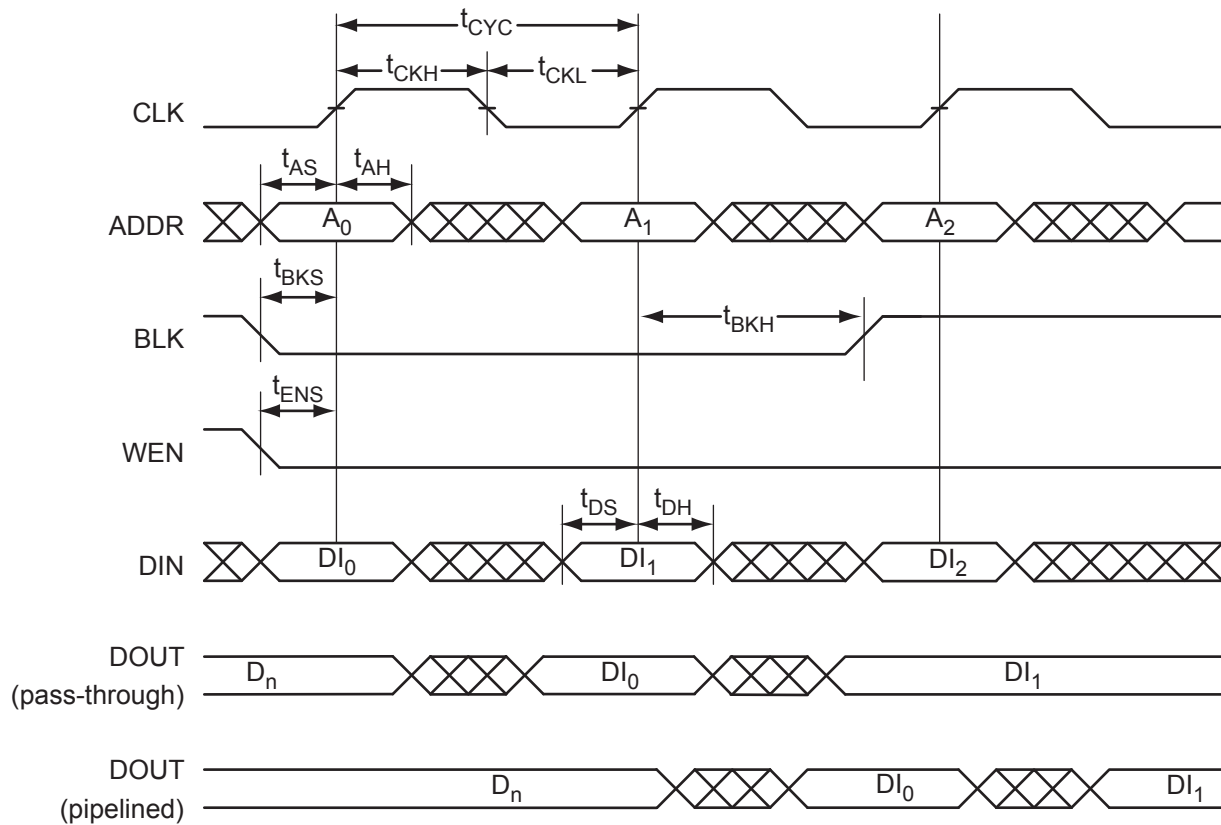 tCYC
tCKH tCKL
CLK
tAS tAH
ADDR A0 A1 A2
tBKS
BLK tBKH
tENS
WEN
tDS tDH
DIN DI0 DI1 DI2
DOUT
(pass-through) Dn DI0 DI1
DOUT
(pipelined) Dn DI0 DI1